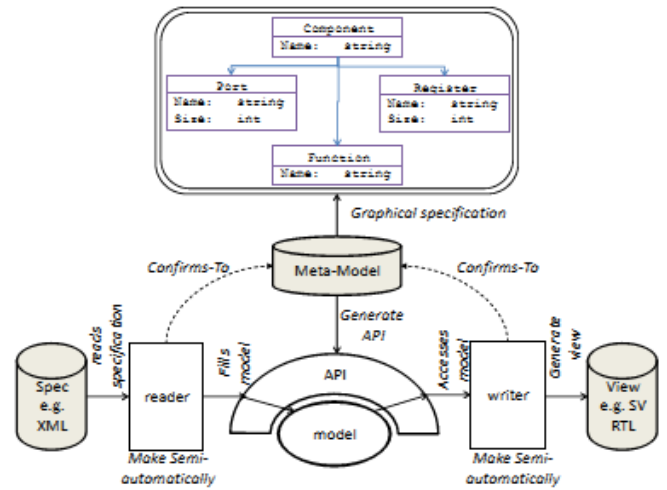 Component
Name: string
Port
Name: string
Size: int
Register
Name: string
Size: int
Function
Name: string
Graphical specification
Meta-Model
Confirms-To
Confirms-To
Generate
API
reads
specification
Fills
model
Accesses
model
Generate
view
Spec
e.g.
XML
reader
API
model
writer
View
e.g. SV
RTL
Make Semi-
automatically
Make Semi-
automatically